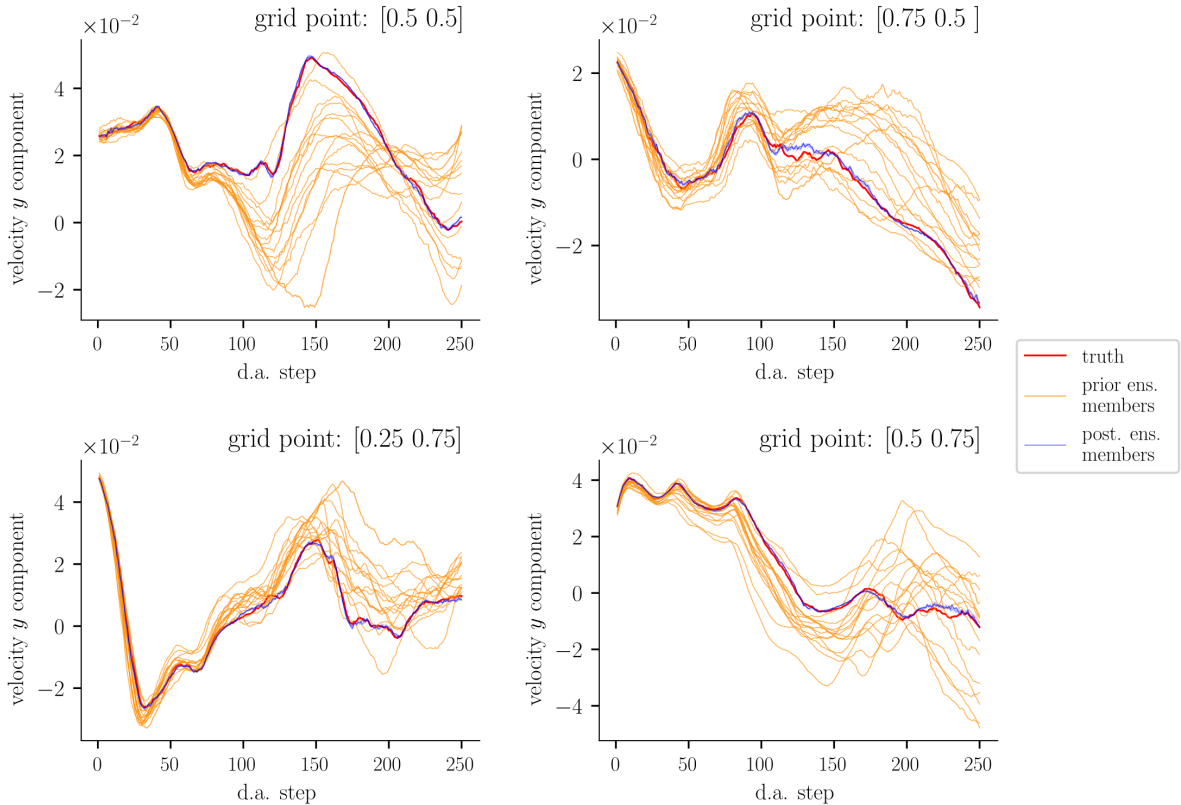 ×10⁻² grid point: [0.5 0.5]
velocity y component
4
2
0
−2
0 50 100 150 200 250
d.a. step
×10⁻² grid point: [0.75 0.5 ]
velocity y component
2
0
−2
0 50 100 150 200 250
d.a. step
truth
prior ens.
members
post. ens.
members
×10⁻² grid point: [0.25 0.75]
velocity y component
4
2
0
−2
0 50 100 150 200 250
d.a. step
×10⁻² grid point: [0.5 0.75]
velocity y component
4
2
0
−2
−4
0 50 100 150 200 250
d.a. step